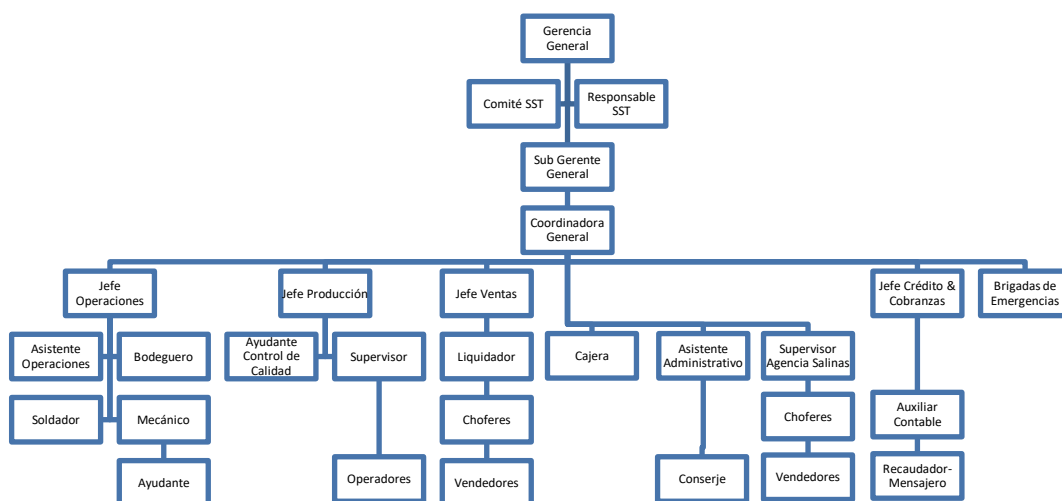 Gerencia
General
Comité SST
Responsable
SST
Sub Gerente
General
Coordinadora
General
Jefe
Operaciones
Jefe Producción
Jefe Ventas
Jefe Crédito &
Cobranzas
Brigadas de
Emergencias
Asistente
Operaciones
Bodeguero
Ayudante
Control de
Calidad
Supervisor
Liquidador
Cajera
Asistente
Administrativo
Supervisor
Agencia Salinas
Soldador
Mecánico
Choferes
Choferes
Auxiliar
Contable
Ayudante
Operadores
Vendedores
Conserje
Vendedores
Recaudador-
Mensajero